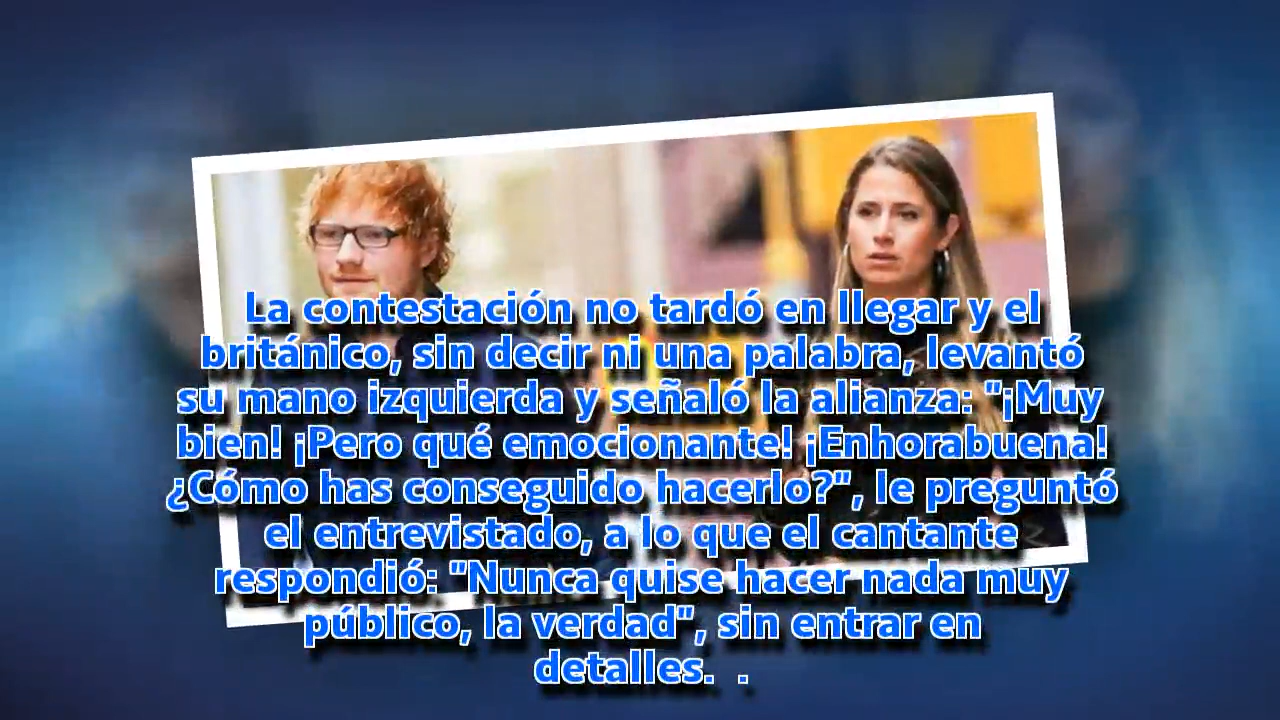 La contestación no tardó en llegar y el
británico, sin decir ni una palabra, levantó
su mano izquierda y señaló la alianza: "¡Muy
bien! ¡Pero qué emocionante! ¡Enhorabuena!
¿Cómo has conseguido hacerlo?", le preguntó
el entrevistado, a lo que el cantante
respondió: "Nunca quise hacer nada muy
público, la verdad", sin entrar en
detalles.  .